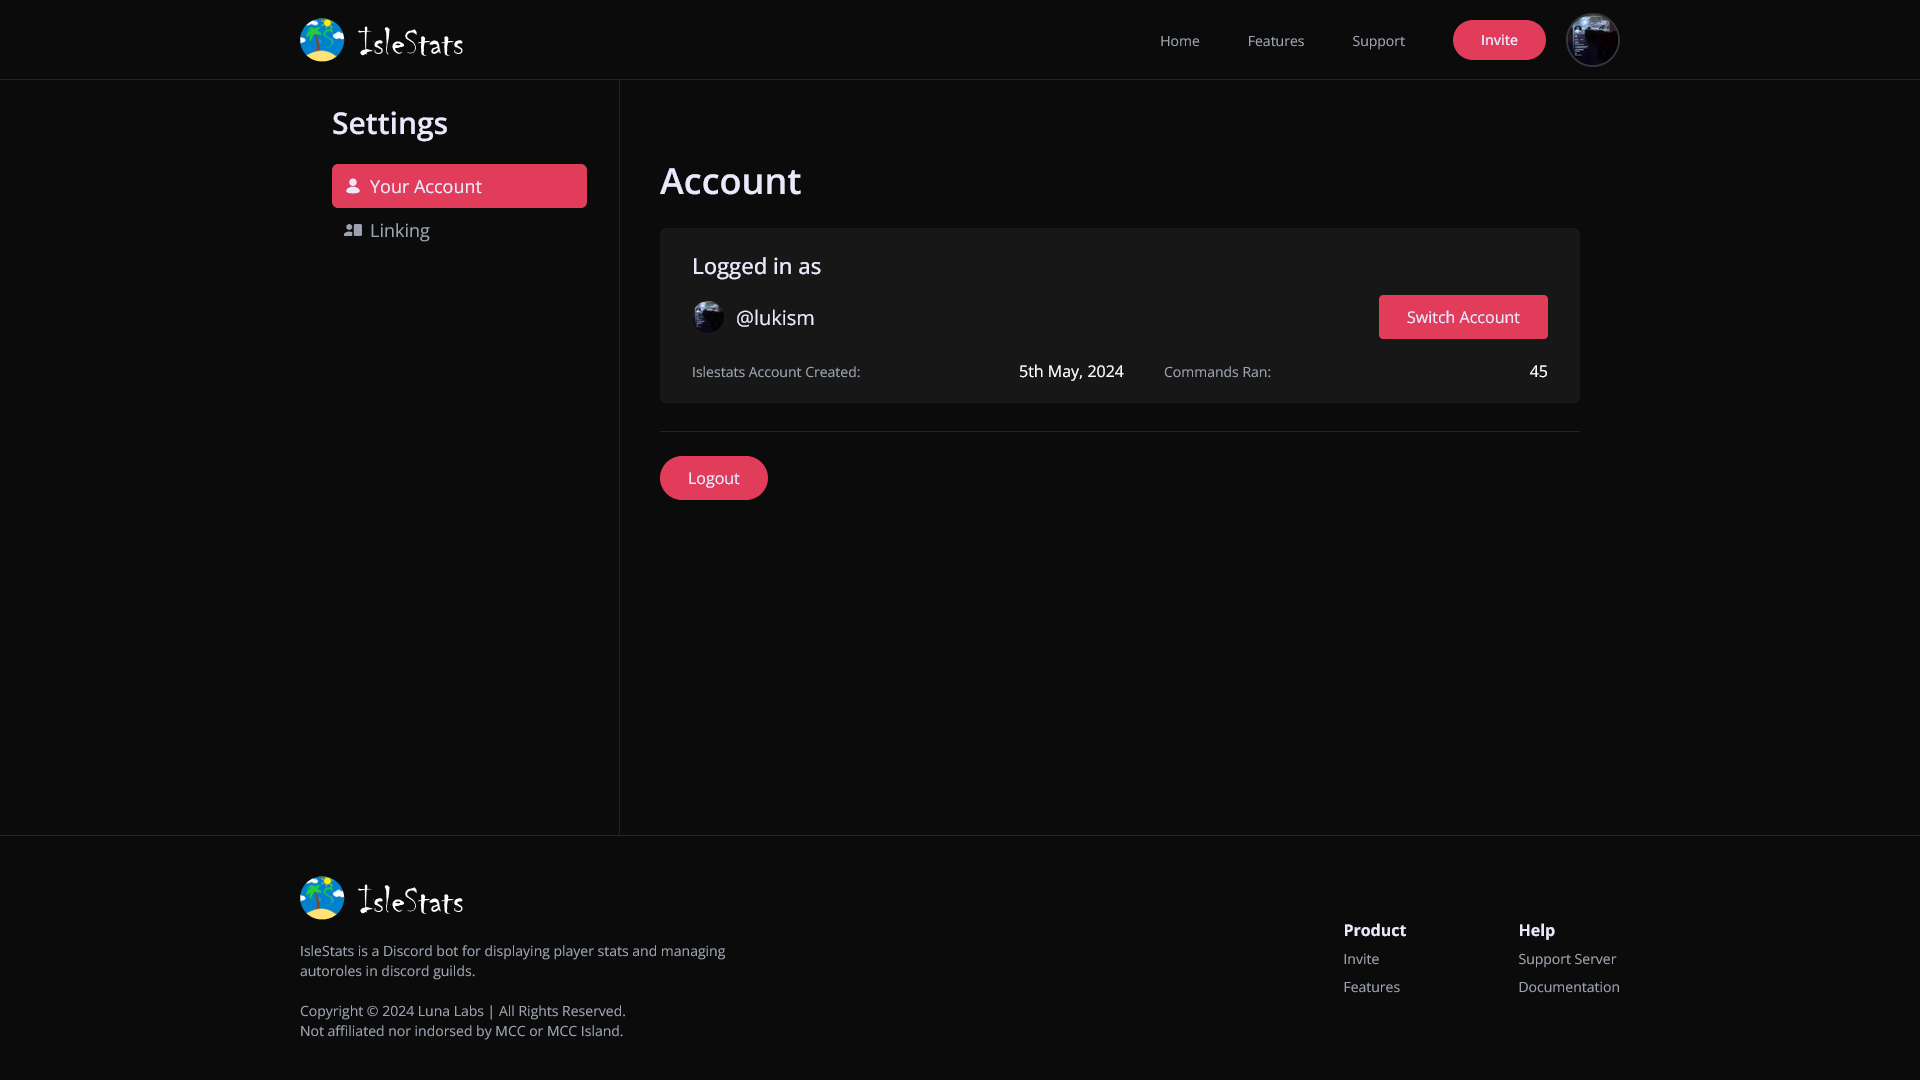 IsleStats
Home
Features
Support
Invite
Settings
Your Account
Linking
Account
Logged in as
@lukism
Switch Account
Islestats Account Created:
5th May, 2024
Commands Ran:
45
Logout
IsleStats
IsleStats is a Discord bot for displaying player stats and managing
autoroles in discord guilds.
Copyright © 2024 Luna Labs | All Rights Reserved.
Not affiliated nor indorsed by MCC or MCC Island.
Product
Invite
Features
Help
Support Server
Documentation